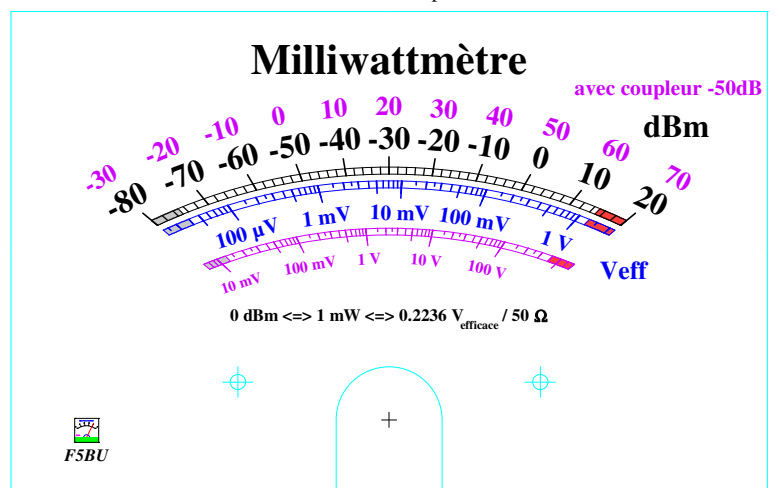 Milliwattmètre
avec coupleur -50dB
-30 -20 -10 0 10 20 30 40 50 60 70
dBm
-80 -70 -60 -50 -40 -30 -20 -10 0 10 20
100 µV 1 mV 10 mV 100 mV 1 V
Veff
10 mV 100 mV 1 V 10 V 100 V
0 dBm <=> 1 mW <=> 0.2236 Vefficace / 50 Ω
F5BU